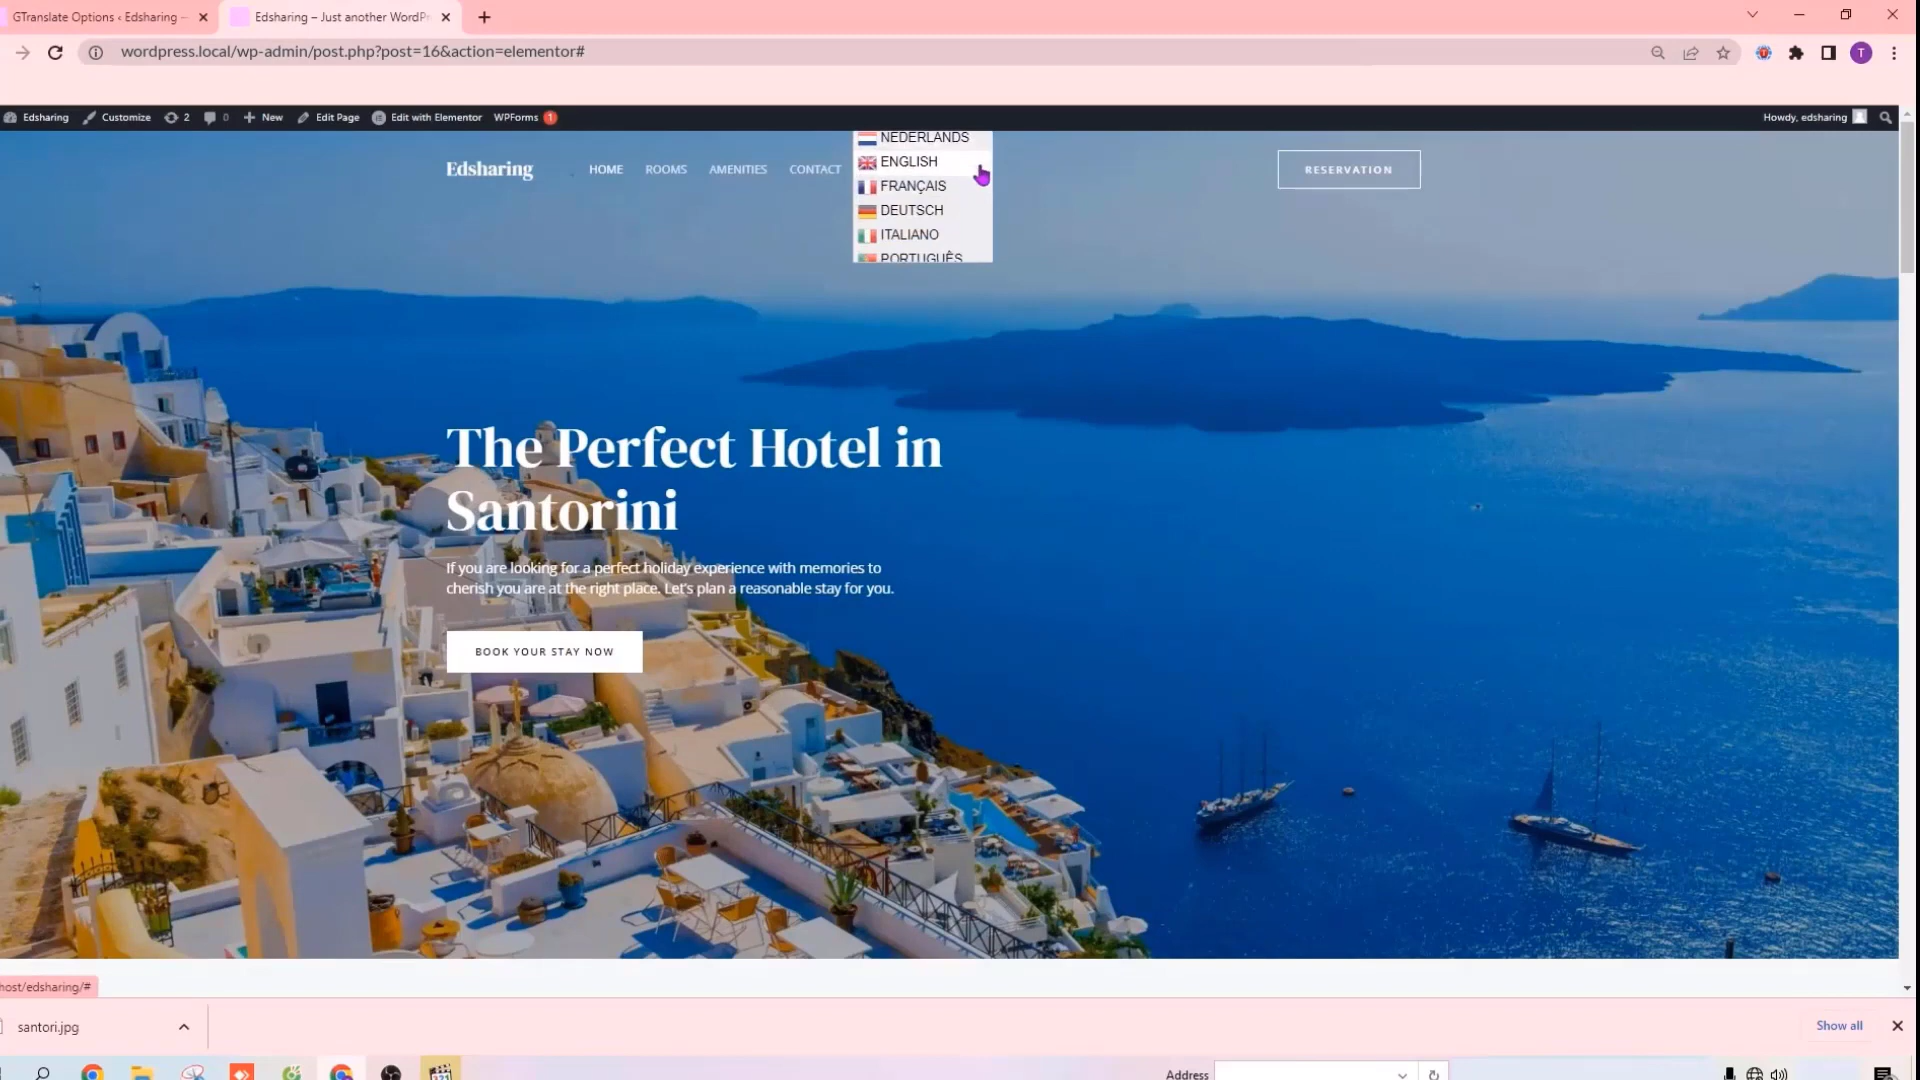 GTranslate Options ‹ Edsharing –
Edsharing – Just another WordPr
wordpress.local/wp-admin/post.php?post=16&action=elementor#
T
Edsharing Customize 2 0 New Edit Page Edit with Elementor WPForms 1
Howdy, edsharing
Edsharing
HOME ROOMS AMENITIES CONTACT
NEDERLANDS
ENGLISH
FRANÇAIS
DEUTSCH
ITALIANO
PORTUGUÊS
RESERVATION
The Perfect Hotel in
Santorini
If you are looking for a perfect holiday experience with memories to
cherish you are at the right place. Let's plan a reasonable stay for you.
BOOK YOUR STAY NOW
host/edsharing/#
santori.jpg
Show all
Address